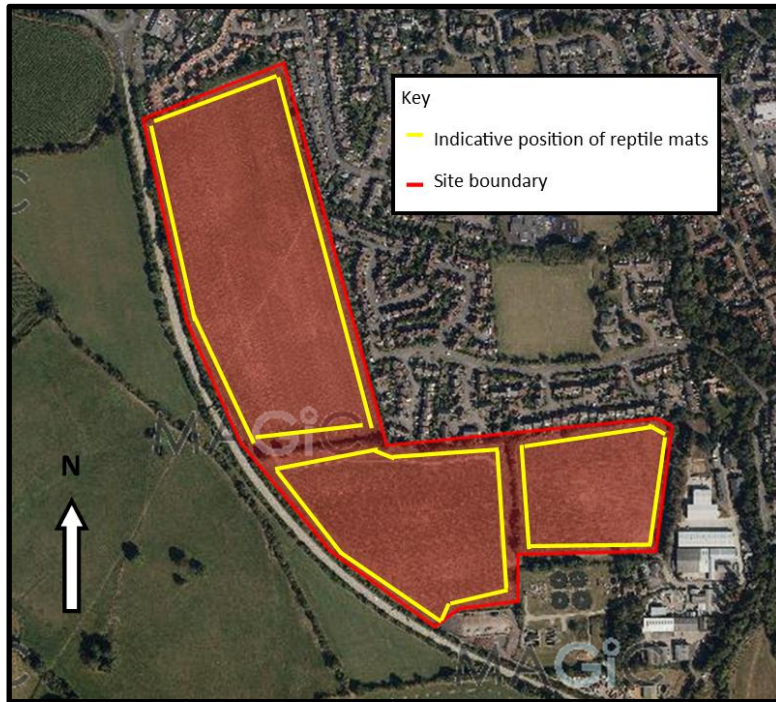 Key
Indicative position of reptile mats
Site boundary
MAGiC
N
MAGiC